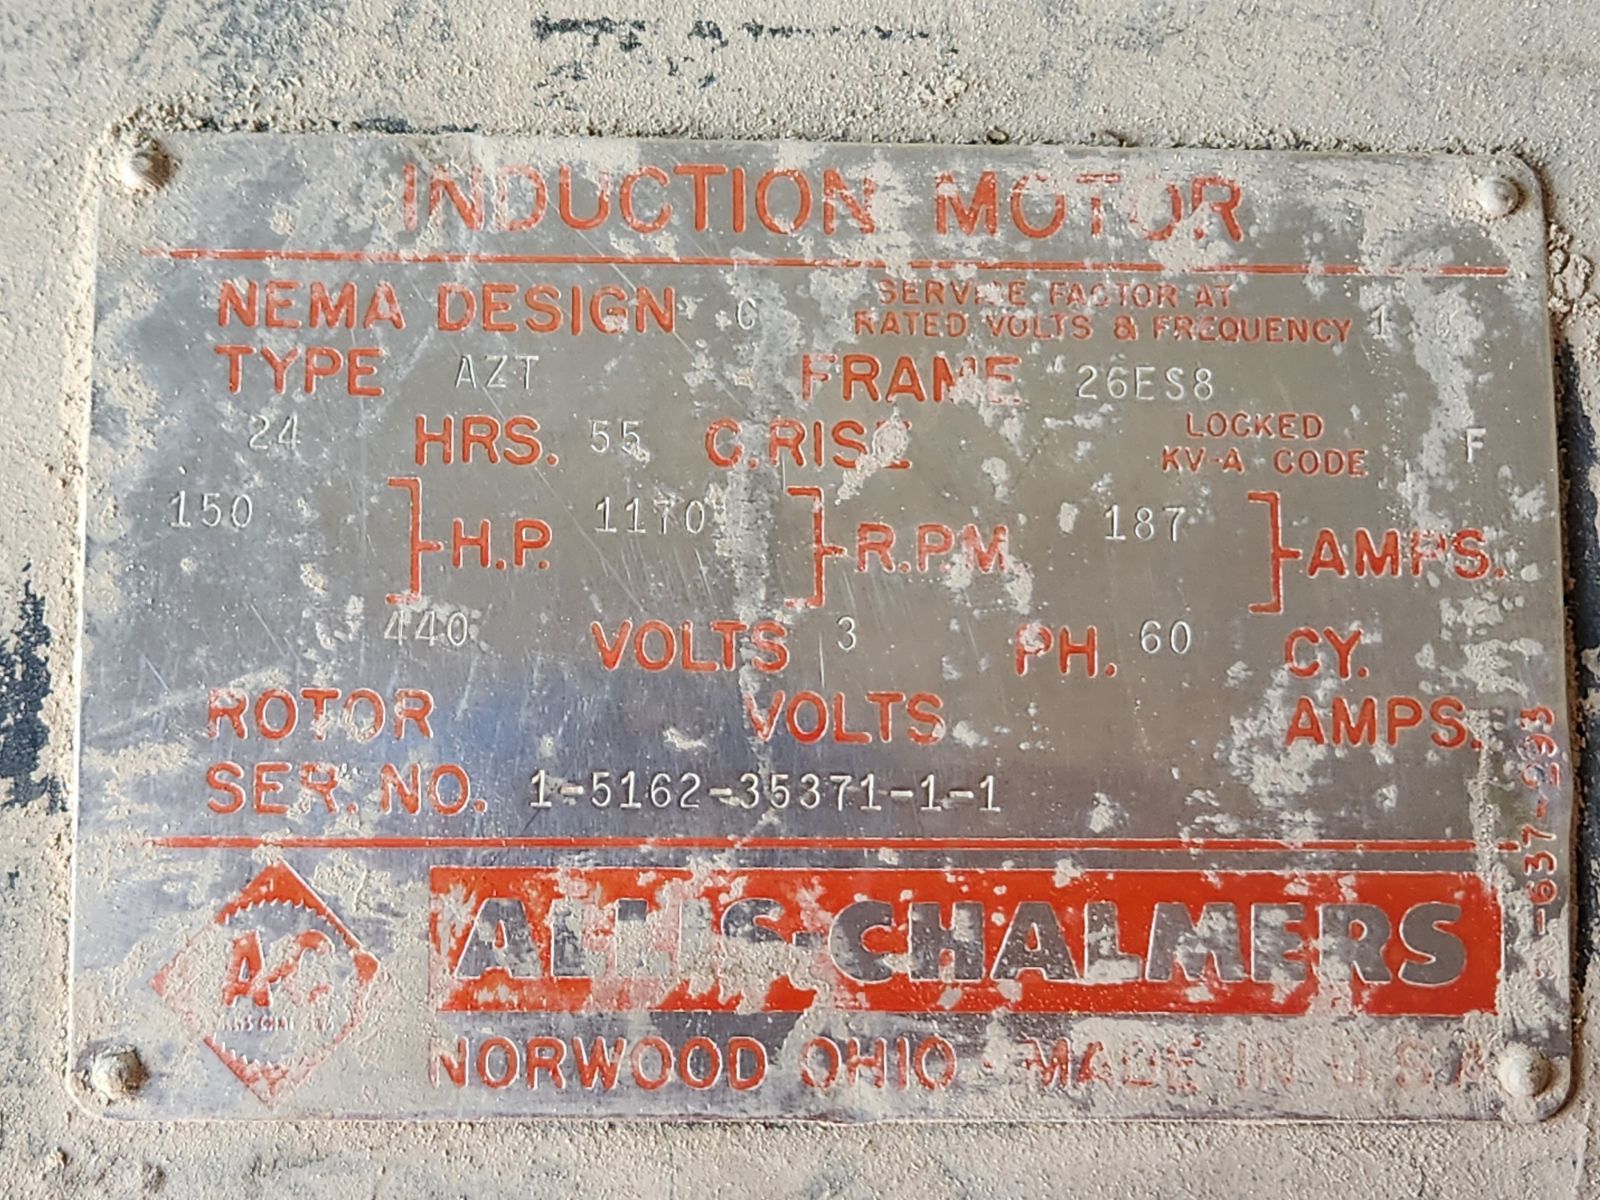 INDUCTION MOTOR
NEMA DESIGN C SERVICE FACTOR AT
RATED VOLTS & FREQUENCY
TYPE AZT FRAME 26ES8
24 HRS. 55 C.RISE LOCKED
KV-A CODE F
150 H.P. 1170 R.P.M. 187 AMPS.
440 VOLTS 3 PH. 60 CY.
ROTOR VOLTS AMPS.
SER. NO. 1-5162-35371-1-1
A-C
ALLIS-CHALMERS
NORWOOD OHIO - MADE IN U.S.A.
-637-293